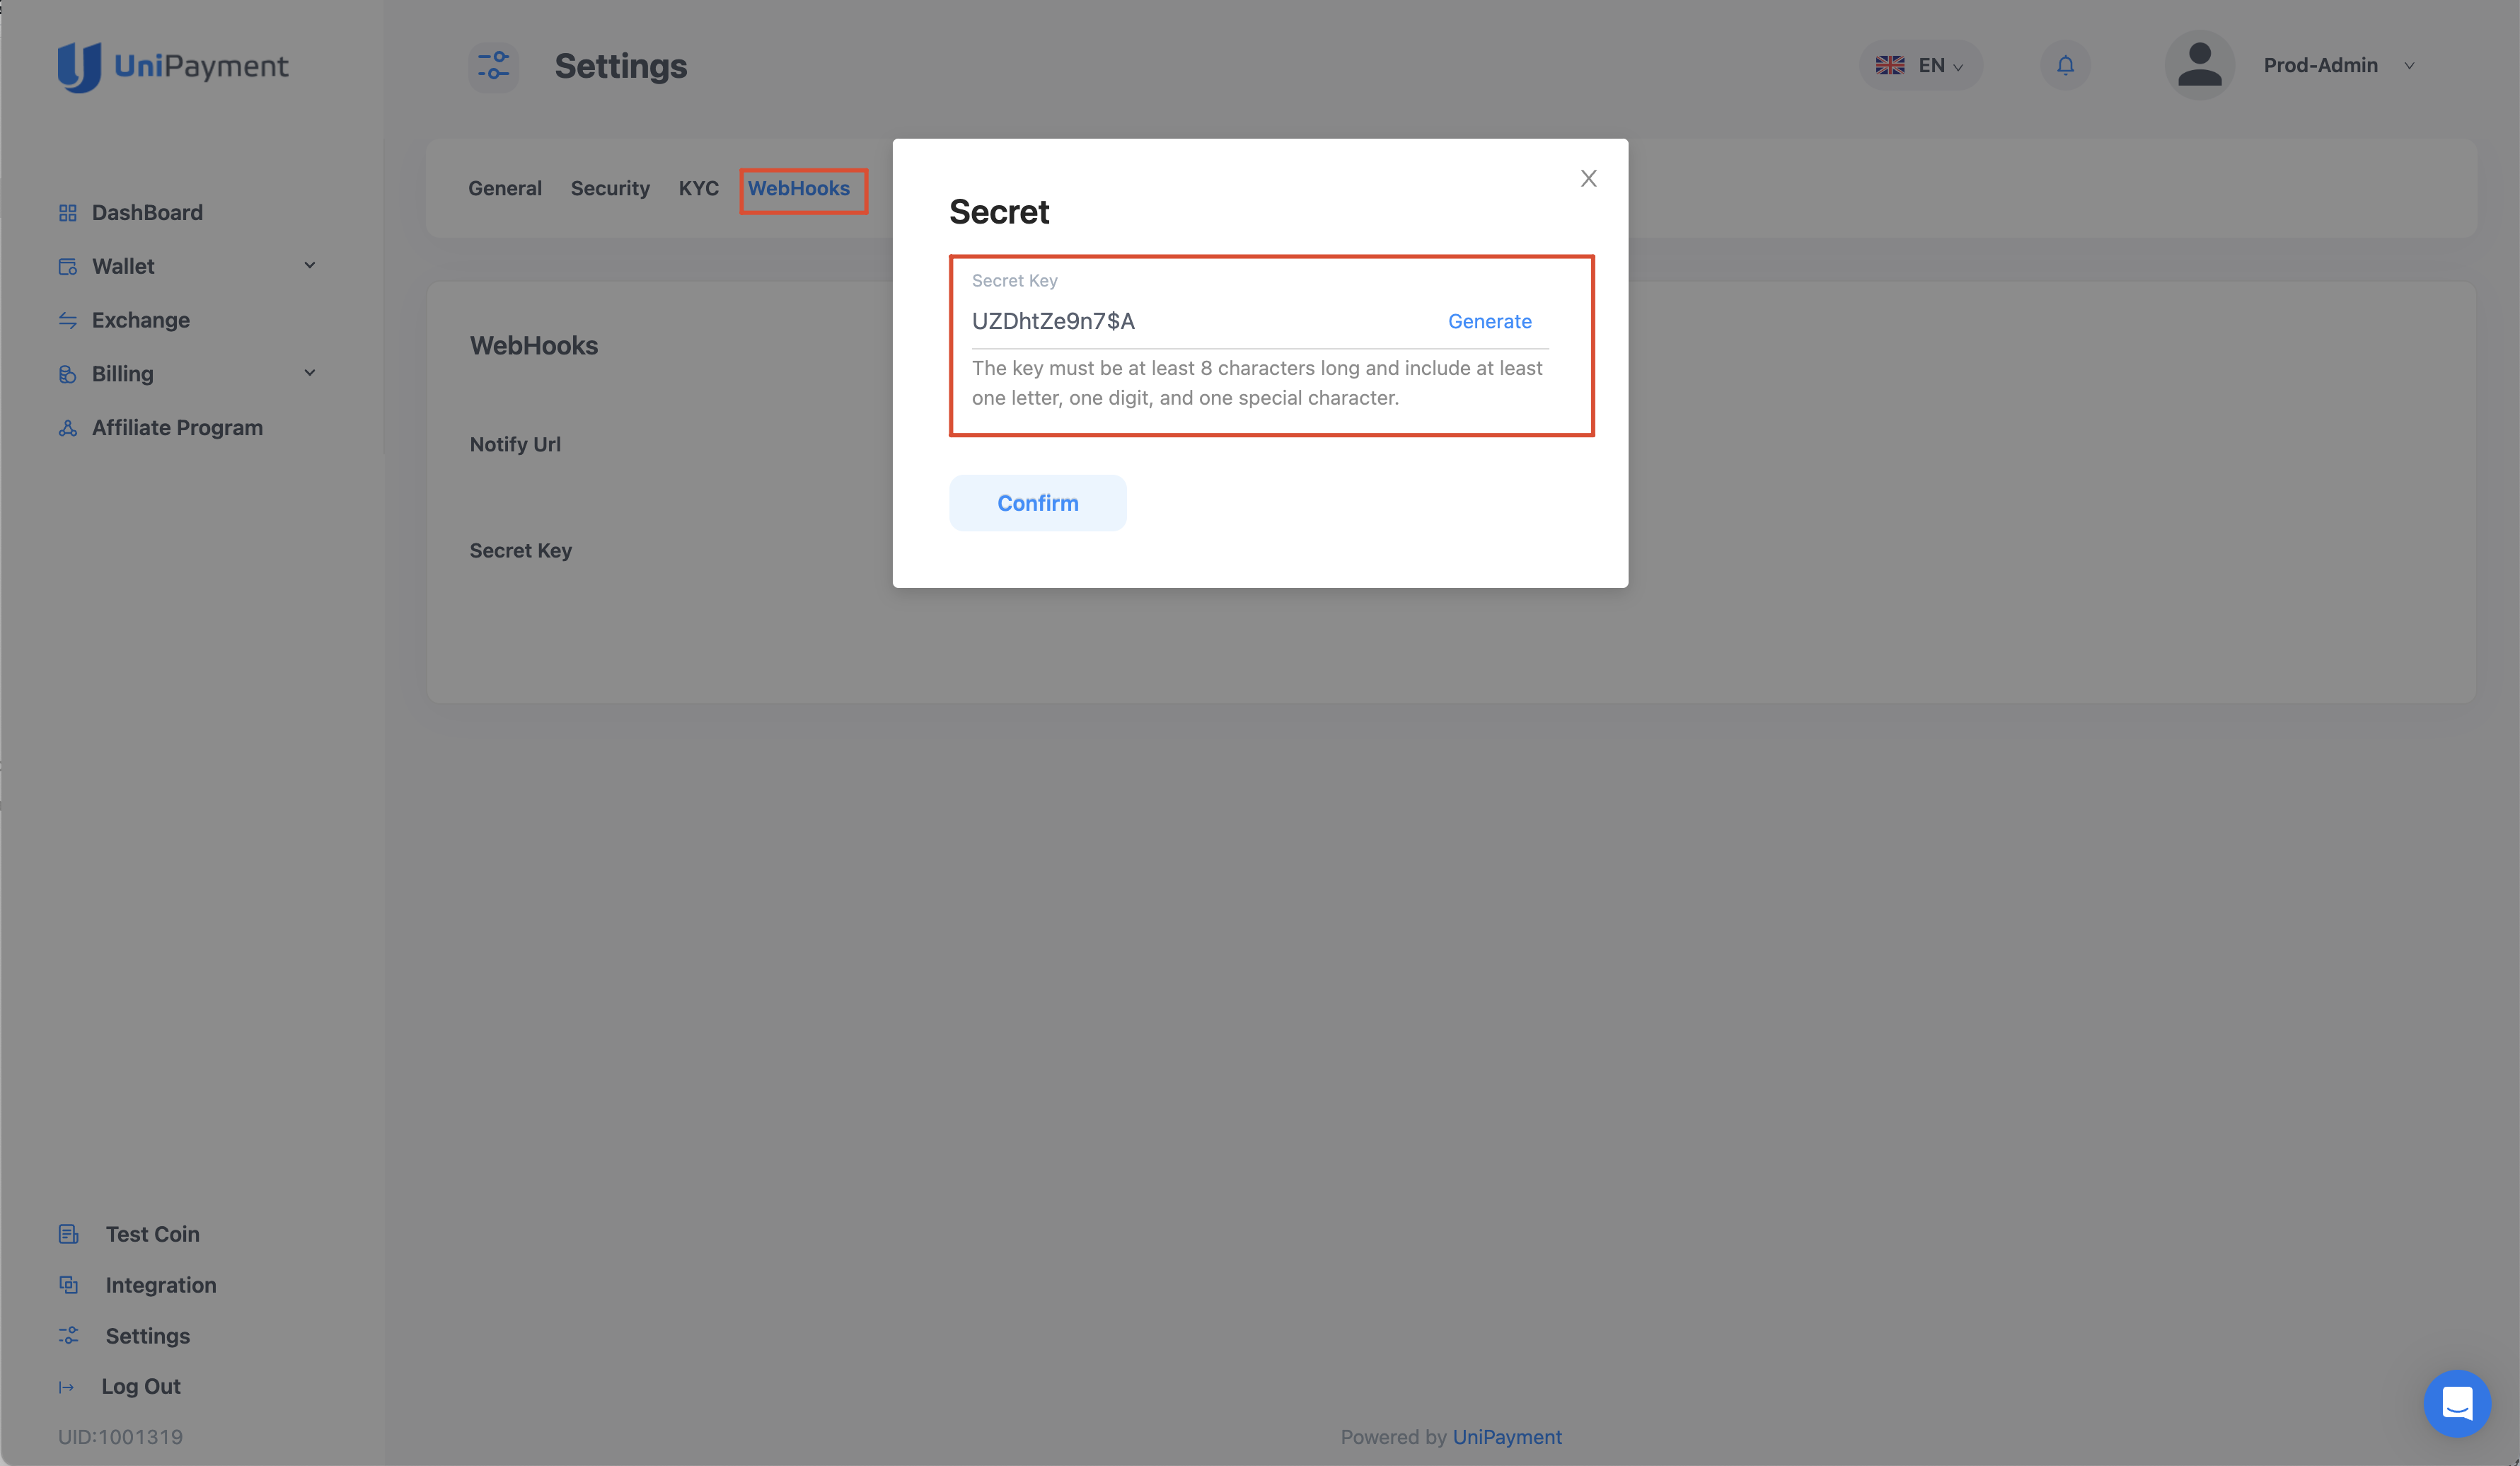 UniPayment
Settings
EN
Prod-Admin
DashBoard
Wallet
Exchange
Billing
Affiliate Program
General Security KYC WebHooks
WebHooks
Notify Url
Secret Key
Secret
Secret Key
UZDhtZe9n7$A Generate
The key must be at least 8 characters long and include at least
one letter, one digit, and one special character.
Confirm
Test Coin
Integration
Settings
Log Out
UID:1001319
Powered by UniPayment